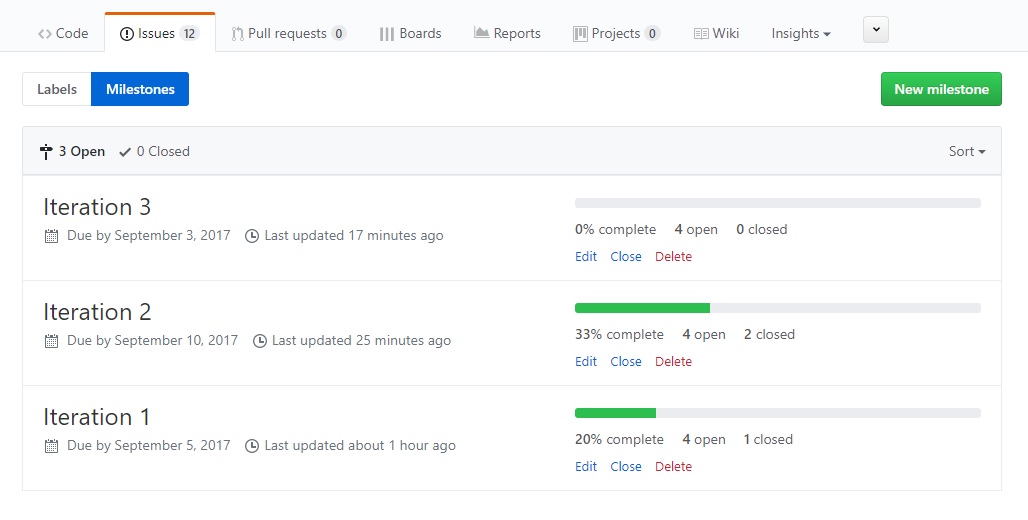 Code Issues 12 Pull requests 0 Boards Reports Projects 0 Wiki Insights
Labels Milestones New milestone
3 Open 0 Closed Sort
Iteration 3
Due by September 3, 2017 Last updated 17 minutes ago
0% complete 4 open 0 closed
Edit Close Delete
Iteration 2
Due by September 10, 2017 Last updated 25 minutes ago
33% complete 4 open 2 closed
Edit Close Delete
Iteration 1
Due by September 5, 2017 Last updated about 1 hour ago
20% complete 4 open 1 closed
Edit Close Delete